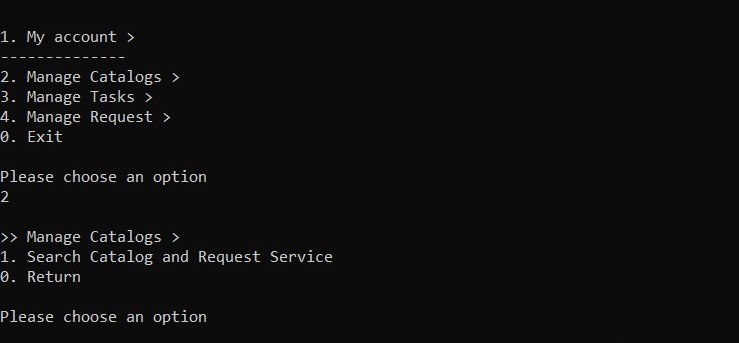 1. My account >
--------------
2. Manage Catalogs >
3. Manage Tasks >
4. Manage Request >
0. Exit
Please choose an option
2
>> Manage Catalogs >
1. Search Catalog and Request Service
0. Return
Please choose an option